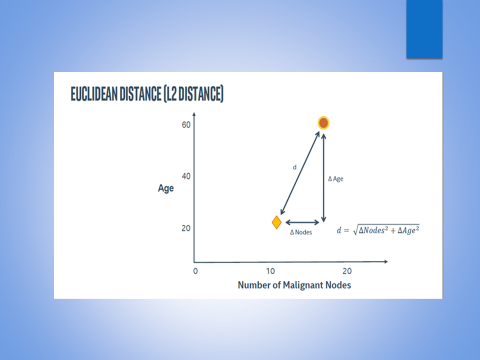 EUCLIDEAN DISTANCE (L2 DISTANCE)
60
40
20
Age
d
Δ Age
Δ Nodes
d = √ΔNodes² + ΔAge²
0
10
20
Number of Malignant Nodes